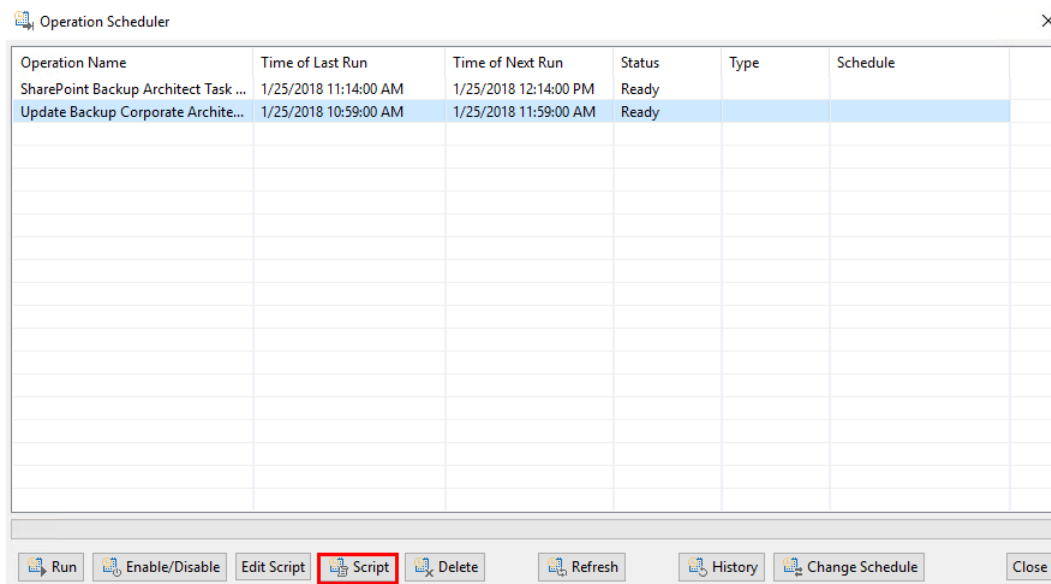 Operation Scheduler
Operation Name Time of Last Run Time of Next Run Status Type Schedule
SharePoint Backup Architect Task ... 1/25/2018 11:14:00 AM 1/25/2018 12:14:00 PM Ready
Update Backup Corporate Archite... 1/25/2018 10:59:00 AM 1/25/2018 11:59:00 AM Ready
Run Enable/Disable Edit Script Script Delete Refresh History Change Schedule Close